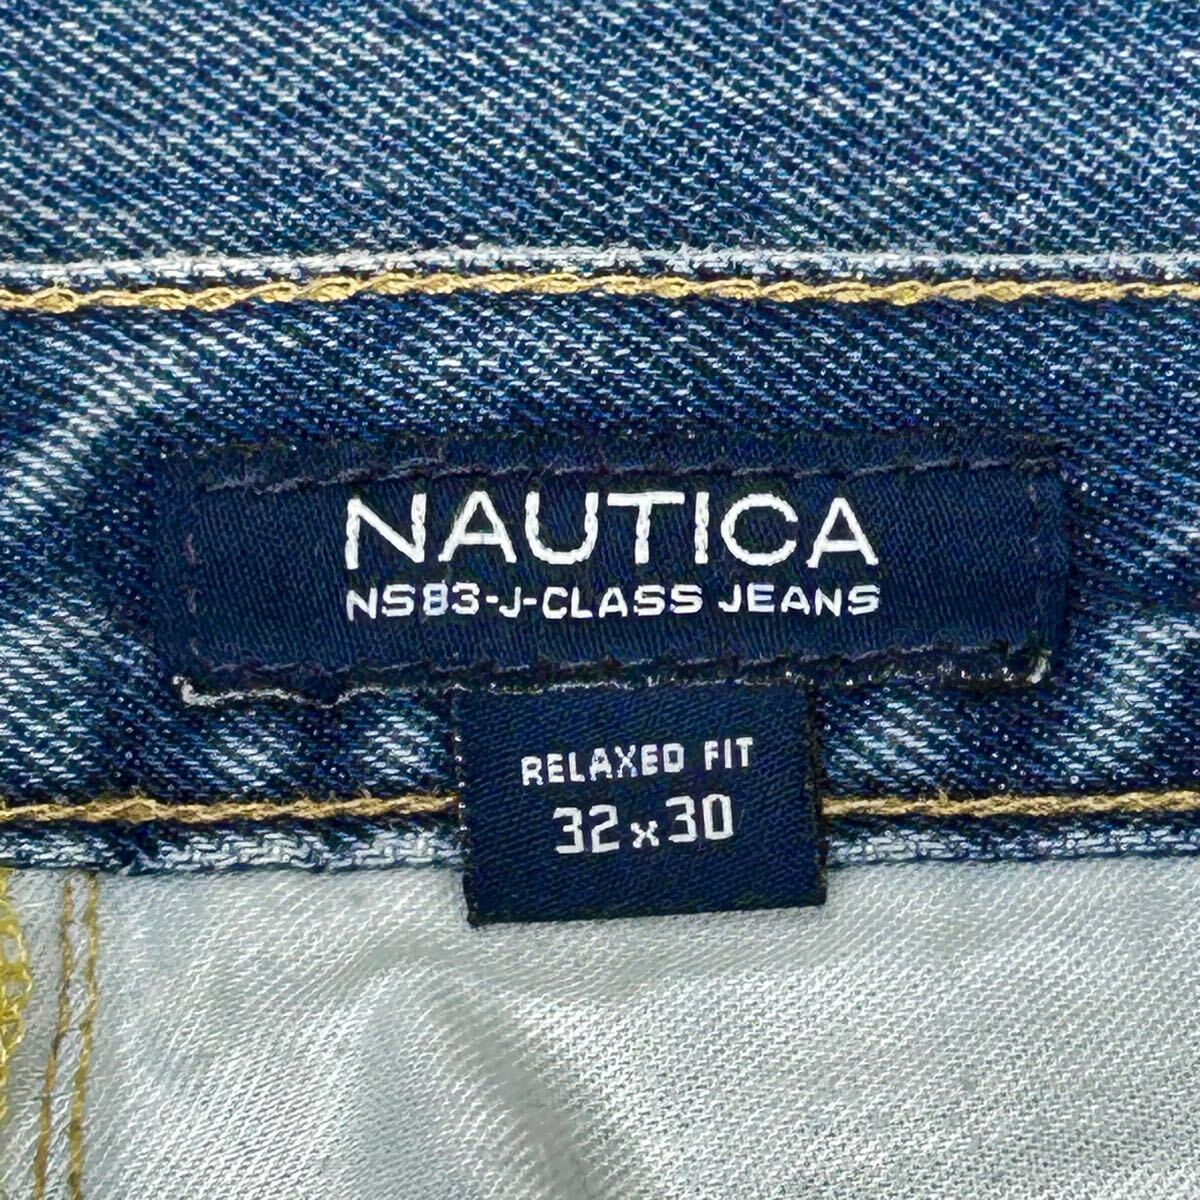 NAUTICA
NS83-J-CLASS JEANS
RELAXED FIT
32x30